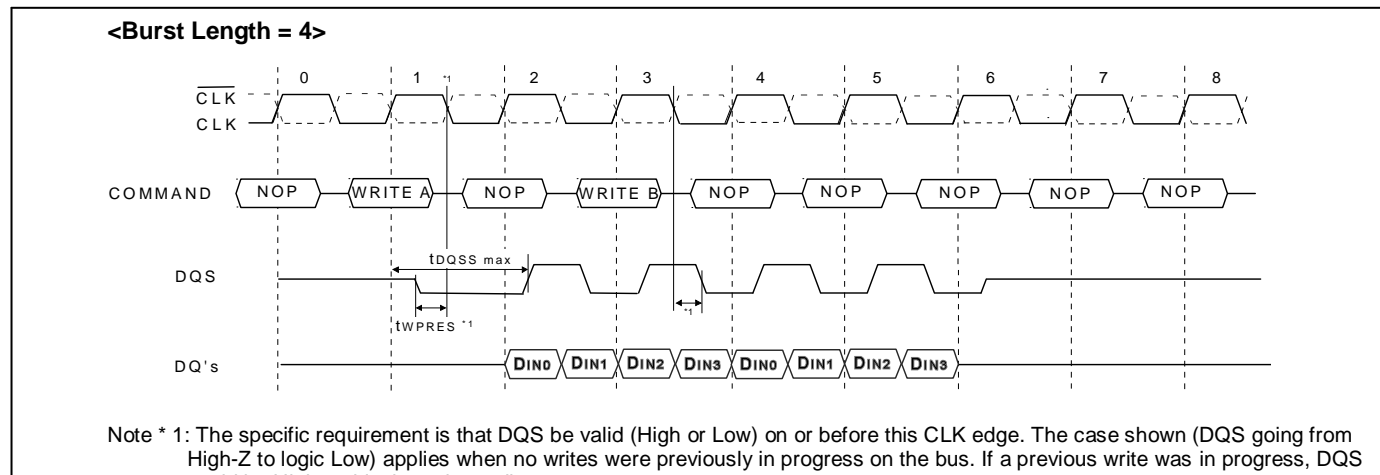 <Burst Length = 4>
0 1 *1 2 3 4 5 6 7 8
CLK
CLK
COMMAND NOP WRITE A NOP WRITE B NOP NOP NOP NOP NOP
tDQSS max
DQS
*1
tWPRES *1
DQ's DIN0 DIN1 DIN2 DIN3 DIN0 DIN1 DIN2 DIN3
Note * 1: The specific requirement is that DQS be valid (High or Low) on or before this CLK edge. The case shown (DQS going from
High-Z to logic Low) applies when no writes were previously in progress on the bus. If a previous write was in progress, DQS